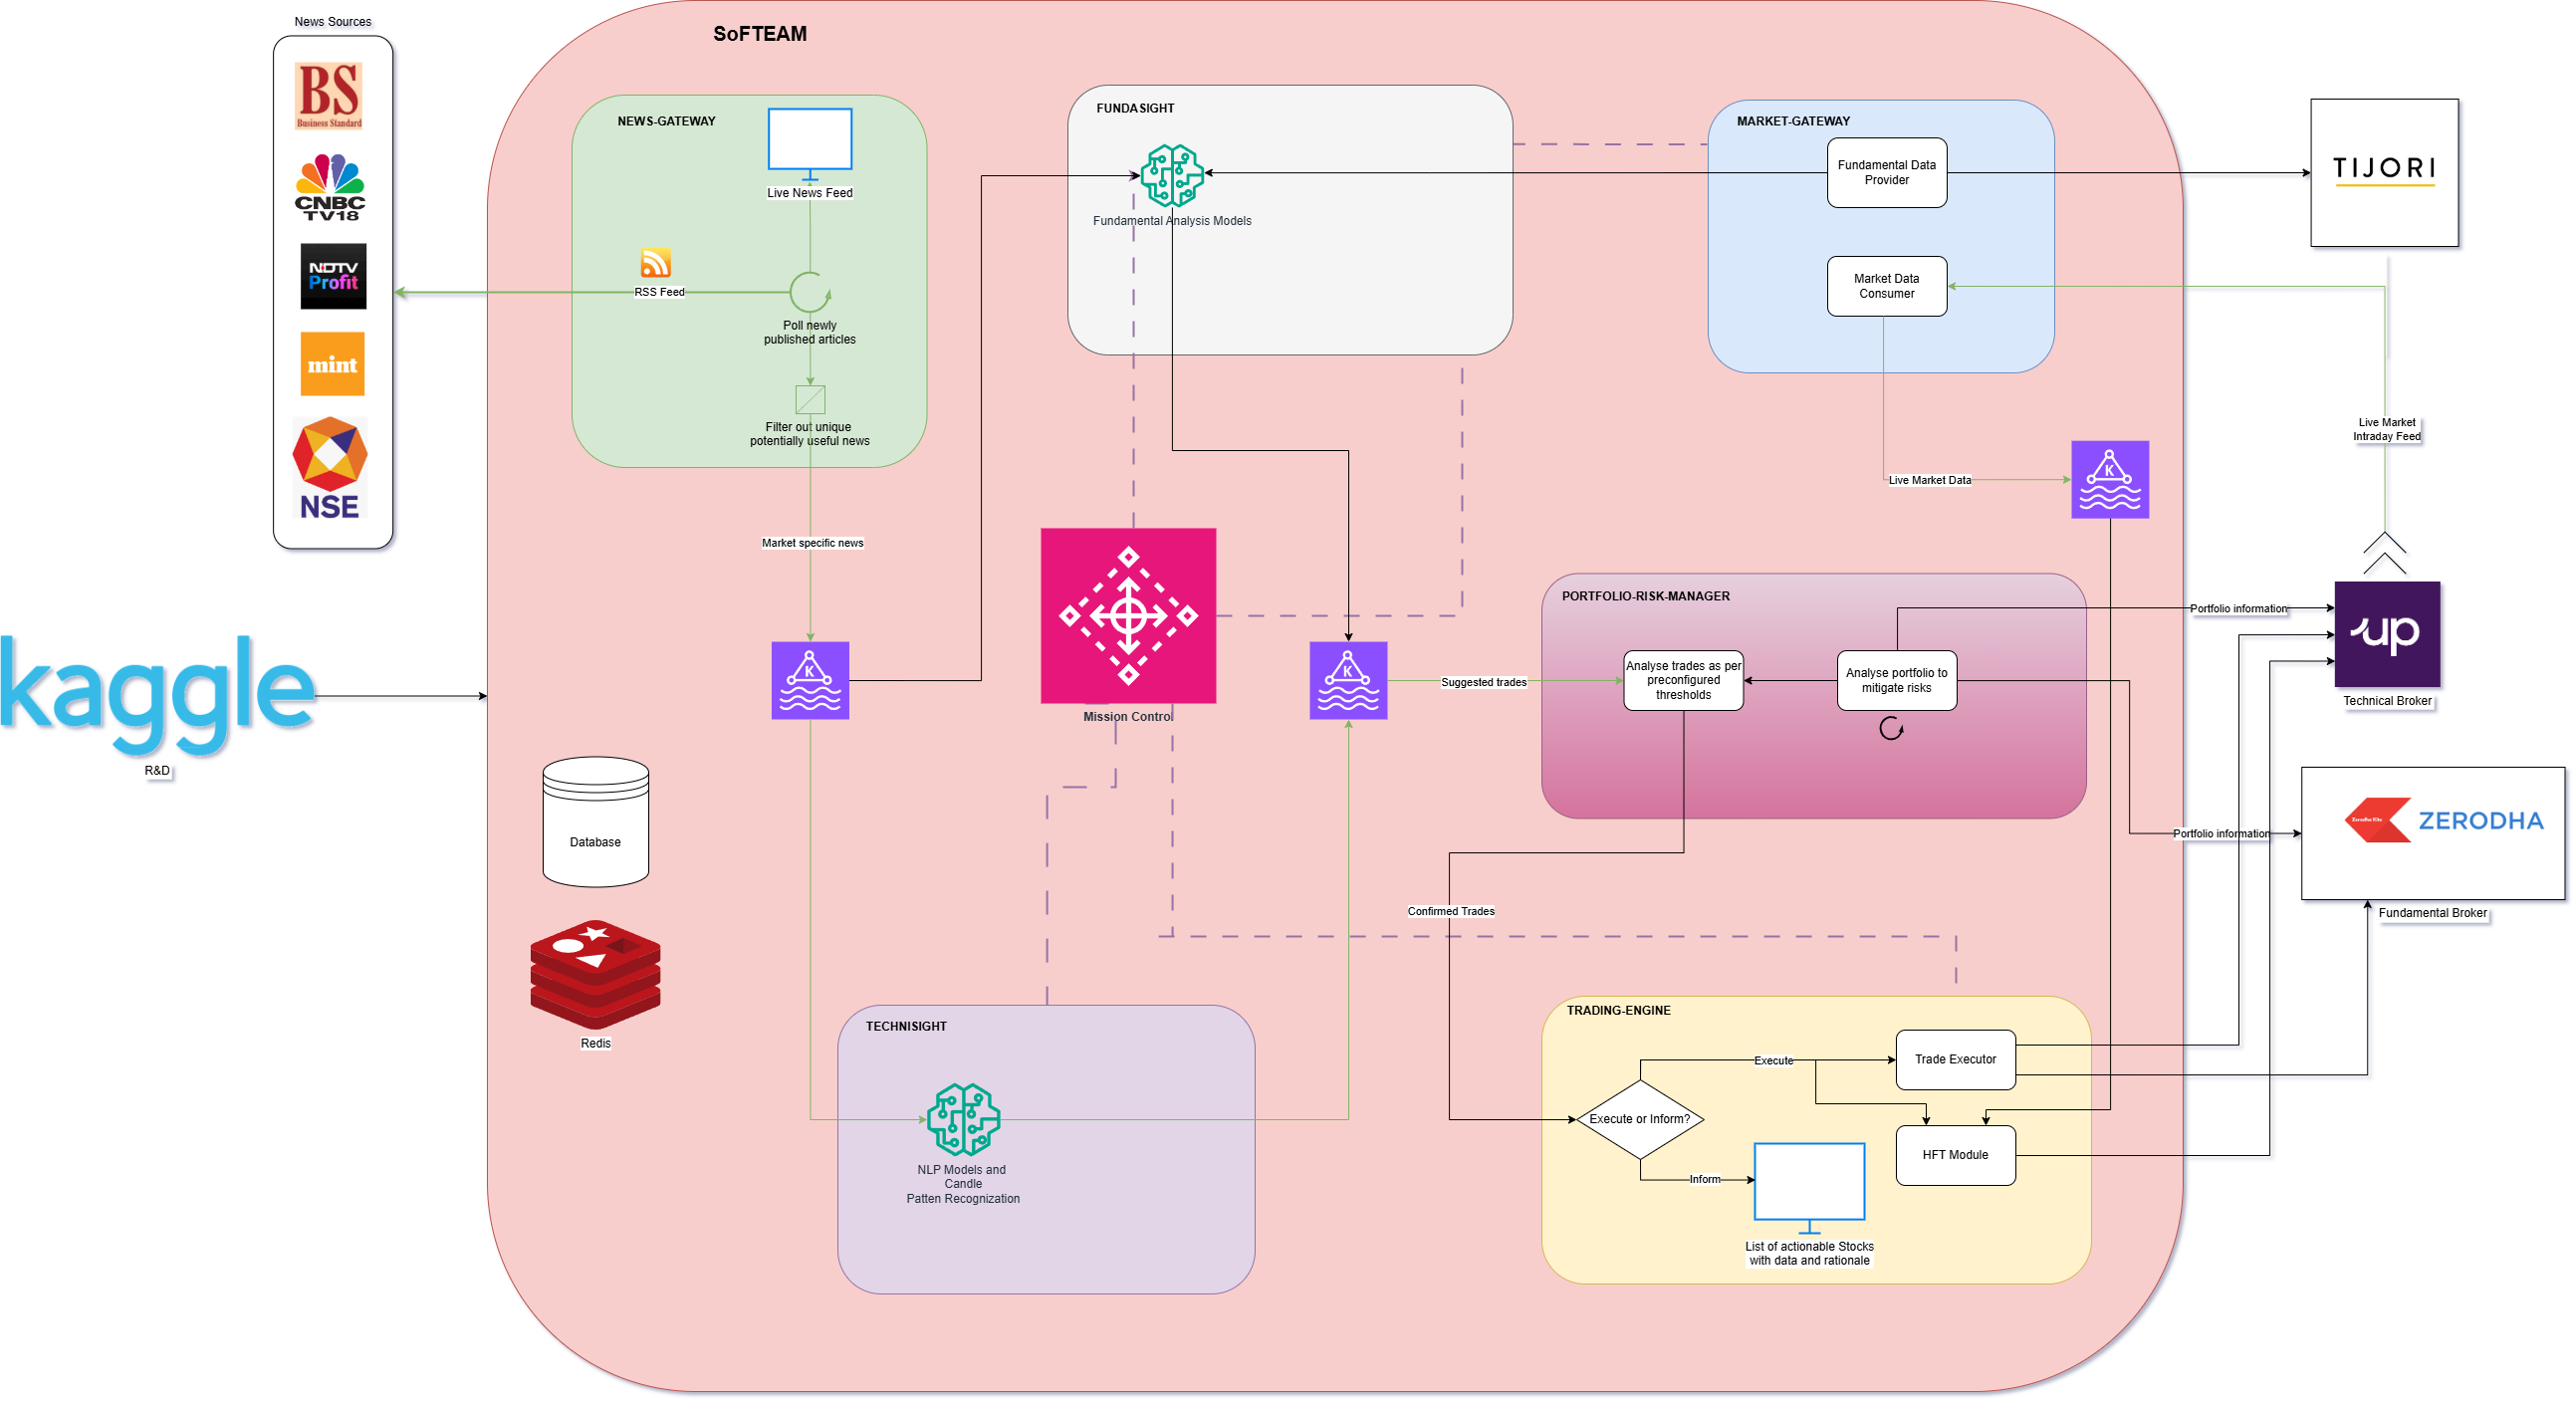 News Sources
BS
Business Standard
CNBC
TV18
NDTV
Profit
mint
NSE
kaggle
R&D
SoFTEAM
NEWS-GATEWAY
Live News Feed
RSS Feed
Poll newly
published articles
Filter out unique
potentially useful news
Market specific news
K
FUNDASIGHT
Fundamental Analysis Models
MARKET-GATEWAY
Fundamental Data
Provider
Market Data
Consumer
Live Market Data
K
TIJORI
Live Market
Intraday Feed
up
Technical Broker
Mission Control
K
Suggested trades
PORTFOLIO-RISK-MANAGER
Analyse trades as per
preconfigured
thresholds
Analyse portfolio to
mitigate risks
Portfolio information
Portfolio information
Zerodha Kite
ZERODHA
Fundamental Broker
Database
Redis
Confirmed Trades
TECHNISIGHT
NLP Models and
Candle
Patten Recognization
TRADING-ENGINE
Execute or Inform?
Execute
Trade Executor
HFT Module
Inform
List of actionable Stocks
with data and rationale